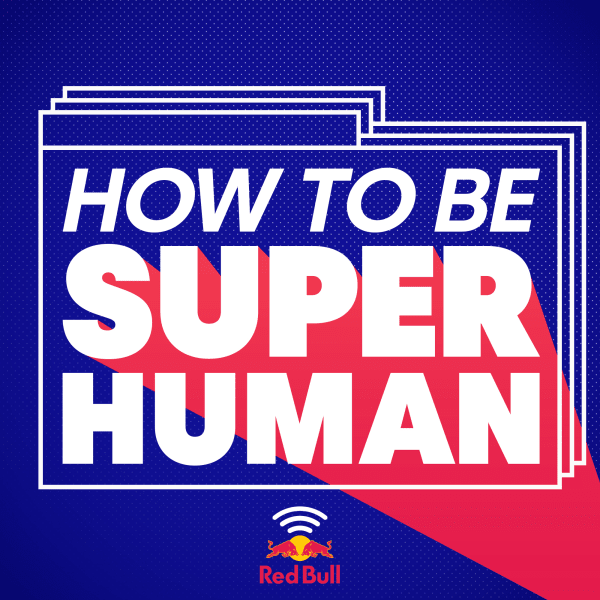 HOW TO BE
SUPER
HUMAN
Red Bull